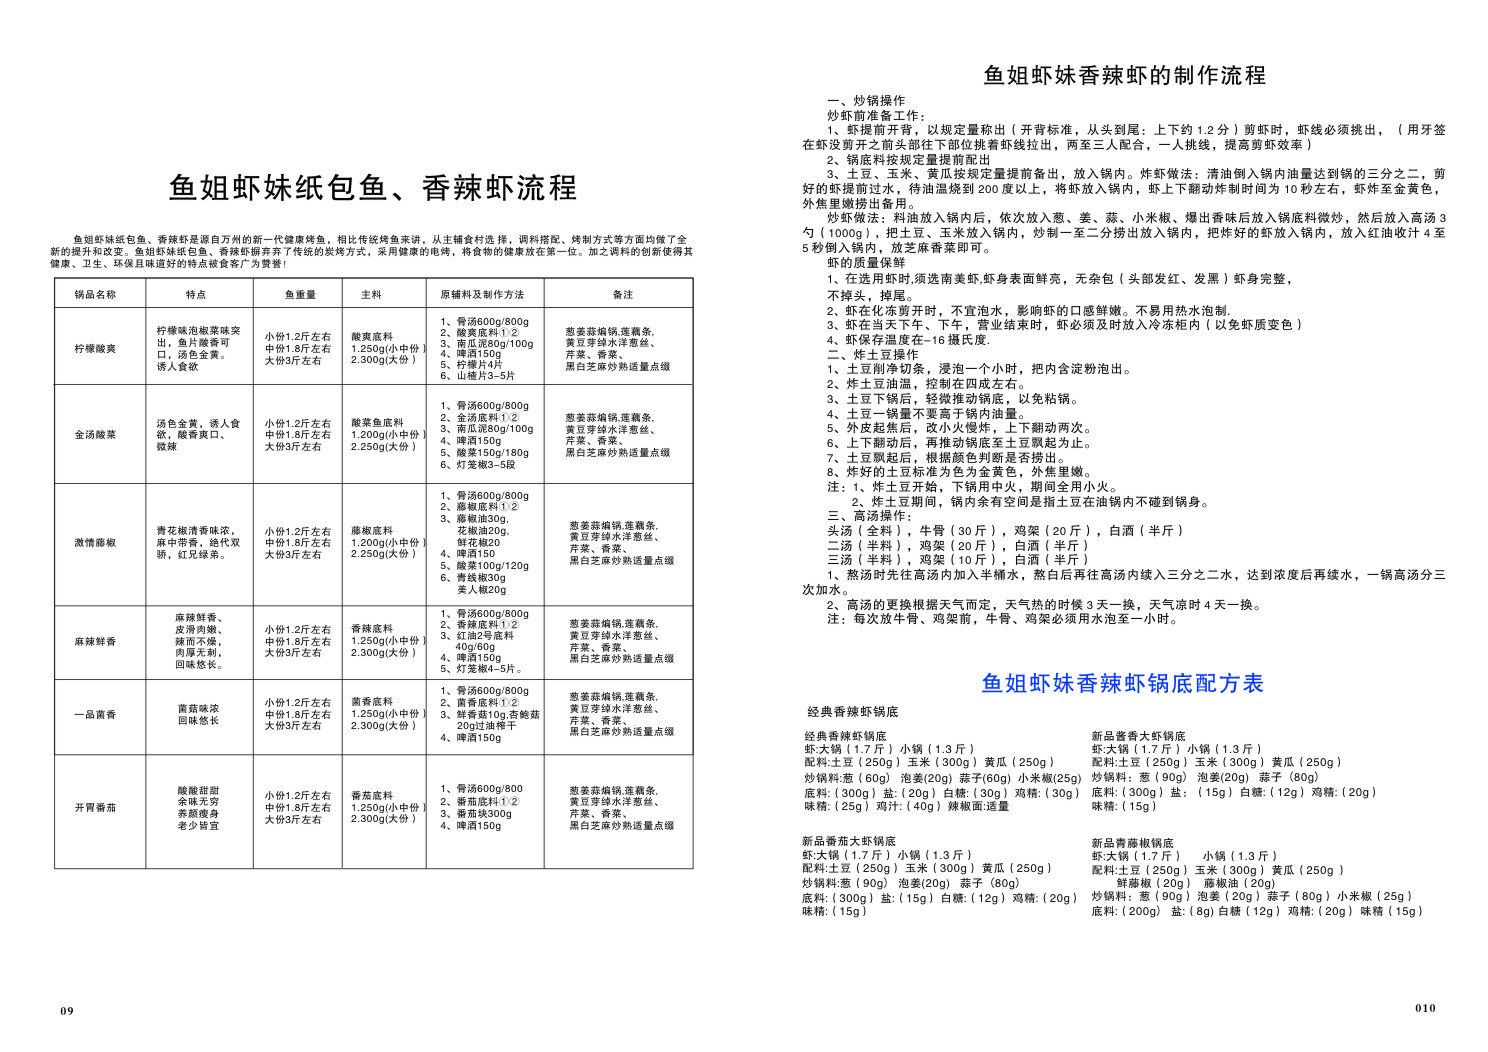 鱼姐虾妹纸包鱼、香辣虾流程
鱼姐虾妹纸包鱼、香辣虾是源自万州的新一代健康烤鱼，相比传统烤鱼来讲，从主辅食材选 择，调料搭配、烤制方式等方面均做了全
新的提升和改变。鱼姐虾妹纸包鱼、香辣虾摒弃弃了传统的炭烤方式，采用健康的电烤，将食物的健康放在第一位。加之调料的创新使得其
健康、卫生、环保且味道好的特点被食客广为赞誉！
锅品名称 特点 鱼重量 主料 原辅料及制作方法 备注
柠檬酸爽
柠檬味泡椒菜味突
出，鱼片酸香可
口，汤色金黄。
诱人食欲
小份1.2斤左右
中份1.8斤左右
大份3斤左右
酸爽底料
1.250g(小中份 )
2.300g(大份 )
1、骨汤600g/800g
2、酸爽底料①②
3、南瓜泥80g/100g
4、啤酒150g
5、柠檬片4片
6、山楂片3–5片
葱姜蒜煸锅,莲藕条、
黄豆芽绰水洋葱丝、
芹菜、香菜、
黑白芝麻炒熟适量点缀
金汤酸菜
汤色金黄，诱人食
欲，酸香爽口、
微辣
小份1.2斤左右
中份1.8斤左右
大份3斤左右
酸菜鱼底料
1.200g(小中份 )
2.250g(大份 )
1、骨汤600g/800g
2、金汤底料①②
3、南瓜泥80g/100g
4、啤酒150g
5、酸菜150g/180g
6、灯笼椒3–5段
葱姜蒜煸锅,莲藕条、
黄豆芽绰水洋葱丝、
芹菜、香菜、
黑白芝麻炒熟适量点缀
激情藤椒
青花椒清香味浓，
麻中带香，绝代双
骄，红兄绿弟。
小份1.2斤左右
中份1.8斤左右
大份3斤左右
藤椒底料
1.200g(小中份 )
2.250g(大份 )
1、骨汤600g/800g
2、藤椒底料①②
3、藤椒油30g,
花椒油20g,
鲜花椒20
4、啤酒150
5、酸菜100g/120g
6、青线椒30g
美人椒20g
葱姜蒜煸锅,莲藕条、
黄豆芽绰水洋葱丝、
芹菜、香菜、
黑白芝麻炒熟适量点缀
麻辣鲜香
麻辣鲜香、
皮滑肉嫩、
辣而不燥，
肉厚无刺，
回味悠长。
小份1.2斤左右
中份1.8斤左右
大份3斤左右
香辣底料
1.250g(小中份 )
2.300g(大份 )
1、骨汤600g/800g
2、香辣底料①②
3、红油2号底料
40g/60g
4、啤酒150g
5、灯笼椒4–5片。
葱姜蒜煸锅,莲藕条、
黄豆芽绰水洋葱丝、
芹菜、香菜、
黑白芝麻炒熟适量点缀
一品菌香
菌菇味浓
回味悠长
小份1.2斤左右
中份1.8斤左右
大份3斤左右
菌香底料
1.250g(小中份 )
2.300g(大份 )
1、骨汤600g/800g
2、菌香底料①②
3、鲜香菇10g,杏鲍菇
20g过油榨干
4、啤酒150g
葱姜蒜煸锅,莲藕条、
黄豆芽绰水洋葱丝、
芹菜、香菜、
黑白芝麻炒熟适量点缀
开胃番茄
酸酸甜甜
余味无穷
养颜瘦身
老少皆宜
小份1.2斤左右
中份1.8斤左右
大份3斤左右
番茄底料
1.250g(小中份 )
2.300g(大份 )
1、骨汤600g/800
2、番茄底料①②
3、番茄块300g
4、啤酒150g
葱姜蒜煸锅,莲藕条、
黄豆芽绰水洋葱丝、
芹菜、香菜、
黑白芝麻炒熟适量点缀
09
鱼姐虾妹香辣虾的制作流程
一、炒锅操作
炒虾前准备工作：
1、虾提前开背，以规定量称出（ 开背标准，从头到尾：上下约 1.2 分 ）剪虾时，虾线必须挑出，（ 用牙签
在虾没剪开之前头部往下部位挑着虾线拉出，两至三人配合，一人挑线，提高剪虾效率 ）
2、锅底料按规定量提前配出
3、土豆、玉米、黄瓜按规定量提前备出，放入锅内。炸虾做法：清油倒入锅内油量达到锅的三分之二，剪
好的虾提前过水，待油温烧到 200 度以上，将虾放入锅内，虾上下翻动炸制时间为 10 秒左右，虾炸至金黄色，
外焦里嫩捞出备用。
炒虾做法：料油放入锅内后，依次放入葱、姜、蒜、小米椒、爆出香味后放入锅底料微炒，然后放入高汤 3
勺（ 1000g ），把土豆、玉米放入锅内，炒制一至二分捞出放入锅内，把炸好的虾放入锅内，放入红油收汁 4 至
5 秒倒入锅内，放芝麻香菜即可。
虾的质量保鲜
1、在选用虾时,须选南美虾,虾身表面鲜亮，无杂包（ 头部发红、发黑 ）虾身完整，
不掉头，掉尾。
2、虾在化冻剪开时，不宜泡水，影响虾的口感鲜嫩。不易用热水泡制.
3、虾在当天下午、下午，营业结束时，虾必须及时放入冷冻柜内（ 以免虾质变色 ）
4、虾保存温度在–16 摄氏度.
二、炸土豆操作
1、土豆削净切条，浸泡一个小时，把内含淀粉泡出。
2、炸土豆油温，控制在四成左右。
3、土豆下锅后，轻微推动锅底，以免粘锅。
4、土豆一锅量不要高于锅内油量。
5、外皮起焦后，改小火慢炸，上下翻动两次。
6、上下翻动后，再推动锅底至土豆飘起为止。
7、土豆飘起后，根据颜色判断是否捞出。
8、炸好的土豆标准为色为金黄色，外焦里嫩。
注：1、炸土豆开始，下锅用中火，期间全用小火。
2、炸土豆期间，锅内余有空间是指土豆在油锅内不碰到锅身。
三、高汤操作：
头汤（ 全料 ），牛骨（ 30 斤 ），鸡架（ 20 斤 ），白酒（ 半斤 ）
二汤（ 半料 ），鸡架（ 20 斤 ），白酒（ 半斤 ）
三汤（ 半料 ），鸡架（ 10 斤 ），白酒（ 半斤 ）
1、熬汤时先往高汤内加入半桶水，熬白后再往高汤内续入三分之二水，达到浓度后再续水，一锅高汤分三
次加水。
2、高汤的更换根据天气而定，天气热的时候 3 天一换，天气凉时 4 天一换。
注：每次放牛骨、鸡架前，牛骨、鸡架必须用水泡至一小时。
鱼姐虾妹香辣虾锅底配方表
经典香辣虾锅底
经典香辣虾锅底
虾:大锅（ 1.7 斤 ）小锅（ 1.3 斤 ）
配料:土豆（ 250g ）玉米（ 300g ）黄瓜（ 250g ）
炒锅料:葱（ 60g） 泡姜(20g) 蒜子(60g) 小米椒(25g)
底料:（ 300g ）盐:（ 20g ）白糖:（ 30g ）鸡精:（ 30g ）
味精:（ 25g ）鸡汁:（ 40g ）辣椒面:适量
新品酱香大虾锅底
虾:大锅（ 1.7 斤 ）小锅（ 1.3 斤 ）
配料:土豆（ 250g ）玉米（ 300g ）黄瓜（ 250g ）
炒锅料：葱（ 90g） 泡姜(20g) 蒜子（80g）
底料:（ 300g ）盐:（ 15g ）白糖:（ 12g ）鸡精:（ 20g ）
味精:（ 15g ）
新品番茄大虾锅底
虾:大锅（ 1.7 斤 ）小锅（ 1.3 斤 ）
配料:土豆（ 250g ）玉米（ 300g ）黄瓜（ 250g ）
炒锅料:葱（ 90g） 泡姜(20g) 蒜子（80g）
底料:（ 300g ）盐:（ 15g ）白糖:（ 12g ）鸡精:（ 20g ）
味精:（ 15g ）
新品青藤椒锅底
虾:大锅（ 1.7 斤 ） 小锅（ 1.3 斤 ）
配料:土豆（ 250g ）玉米（ 300g ）黄瓜（ 250g ）
鲜藤椒（ 20g ） 藤椒油（ 20g)
炒锅料：葱（ 90g ）泡姜（ 20g ）蒜子（ 80g ）小米椒（ 25g ）
底料:（ 200g） 盐:（ 8g) 白糖（ 12g ）鸡精:（ 20g ）味精（ 15g ）
010